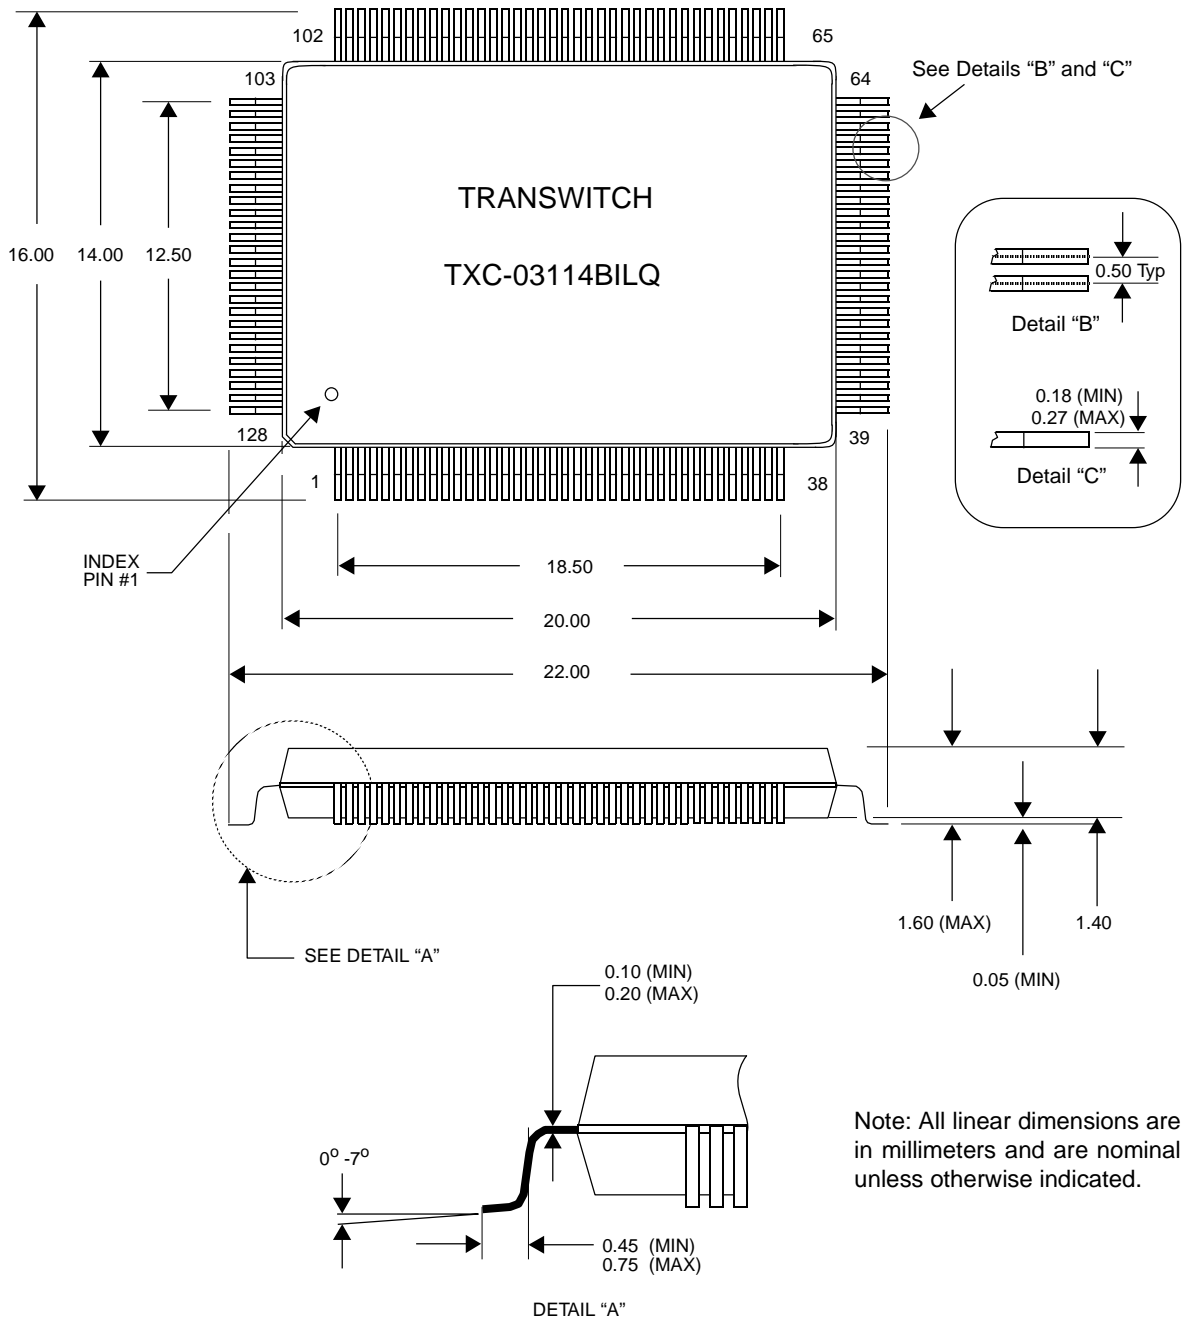 102
65
103
64
See Details “B” and “C”
TRANSWITCH
TXC-03114BILQ
16.00
14.00
12.50
0.50 Typ
Detail “B”
0.18 (MIN)
0.27 (MAX)
Detail “C”
128
39
1
38
INDEX
PIN #1
18.50
20.00
22.00
1.60 (MAX)
1.40
0.05 (MIN)
SEE DETAIL “A”
0.10 (MIN)
0.20 (MAX)
Note: All linear dimensions are
in millimeters and are nominal
unless otherwise indicated.
0o -7o
0.45 (MIN)
0.75 (MAX)
DETAIL “A”